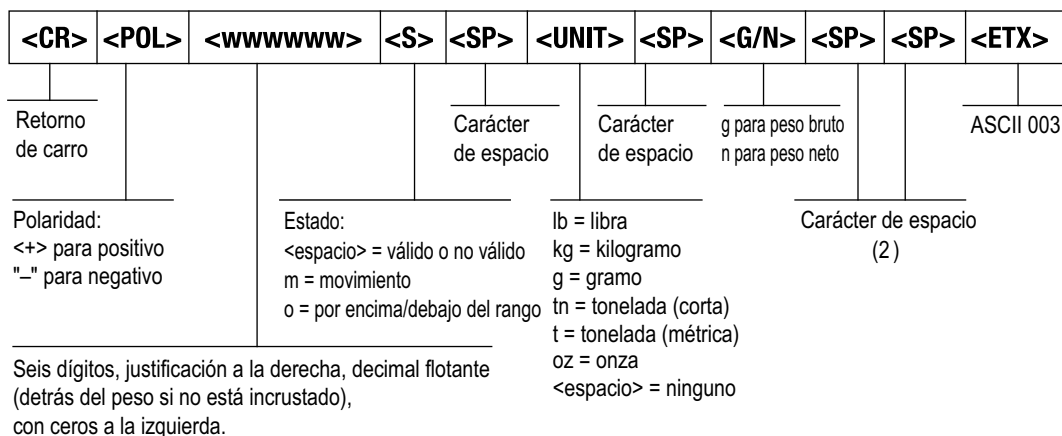 <CR> <POL> <wwwwww> <S> <SP> <UNIT> <SP> <G/N> <SP> <SP> <ETX>
Retorno
de carro
Carácter
de espacio
Carácter
de espacio
g para peso bruto
n para peso neto
ASCII 003
Polaridad:
<+> para positivo
"–" para negativo
Estado:
<espacio> = válido o no válido
m = movimiento
o = por encima/debajo del rango
lb = libra
kg = kilogramo
g = gramo
tn = tonelada (corta)
t = tonelada (métrica)
oz = onza
<espacio> = ninguno
Carácter de espacio
(2)
Seis dígitos, justificación a la derecha, decimal flotante
(detrás del peso si no está incrustado),
con ceros a la izquierda.